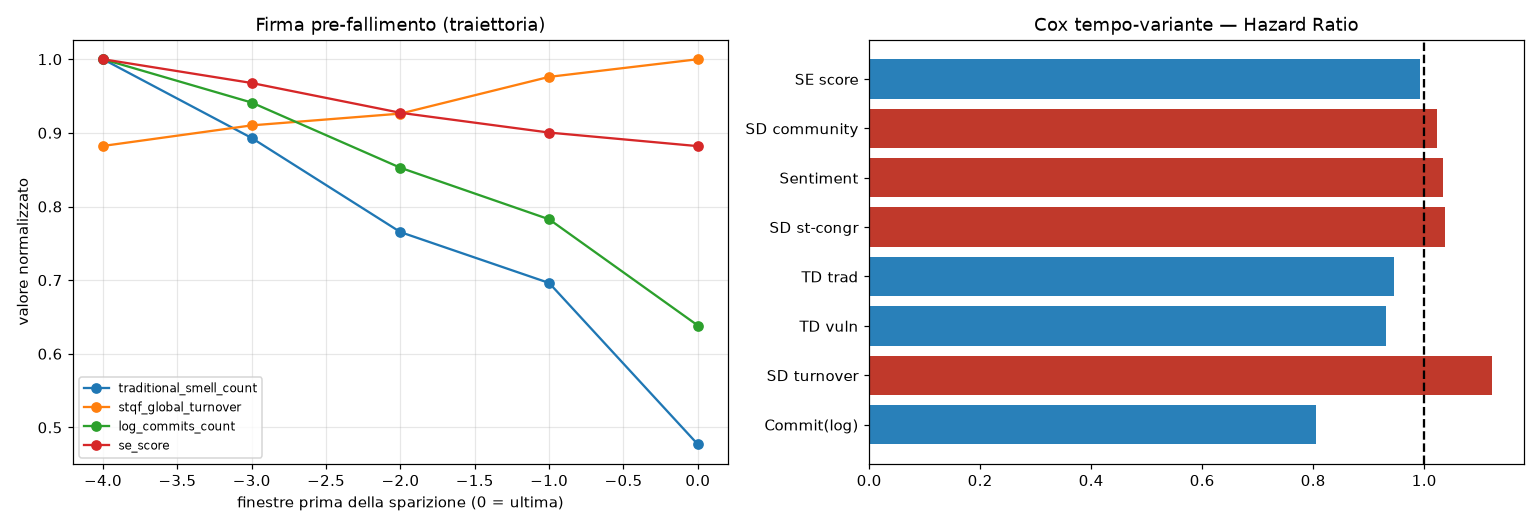 Firma pre-fallimento (traiettoria)
valore normalizzato
1.0
0.9
0.8
0.7
0.6
0.5
traditional_smell_count
stqf_global_turnover
log_commits_count
se_score
−4.0 −3.5 −3.0 −2.5 −2.0 −1.5 −1.0 −0.5 0.0
finestre prima della sparizione (0 = ultima)
Cox tempo-variante — Hazard Ratio
SE score
SD community
Sentiment
SD st-congr
TD trad
TD vuln
SD turnover
Commit(log)
0.0 0.2 0.4 0.6 0.8 1.0